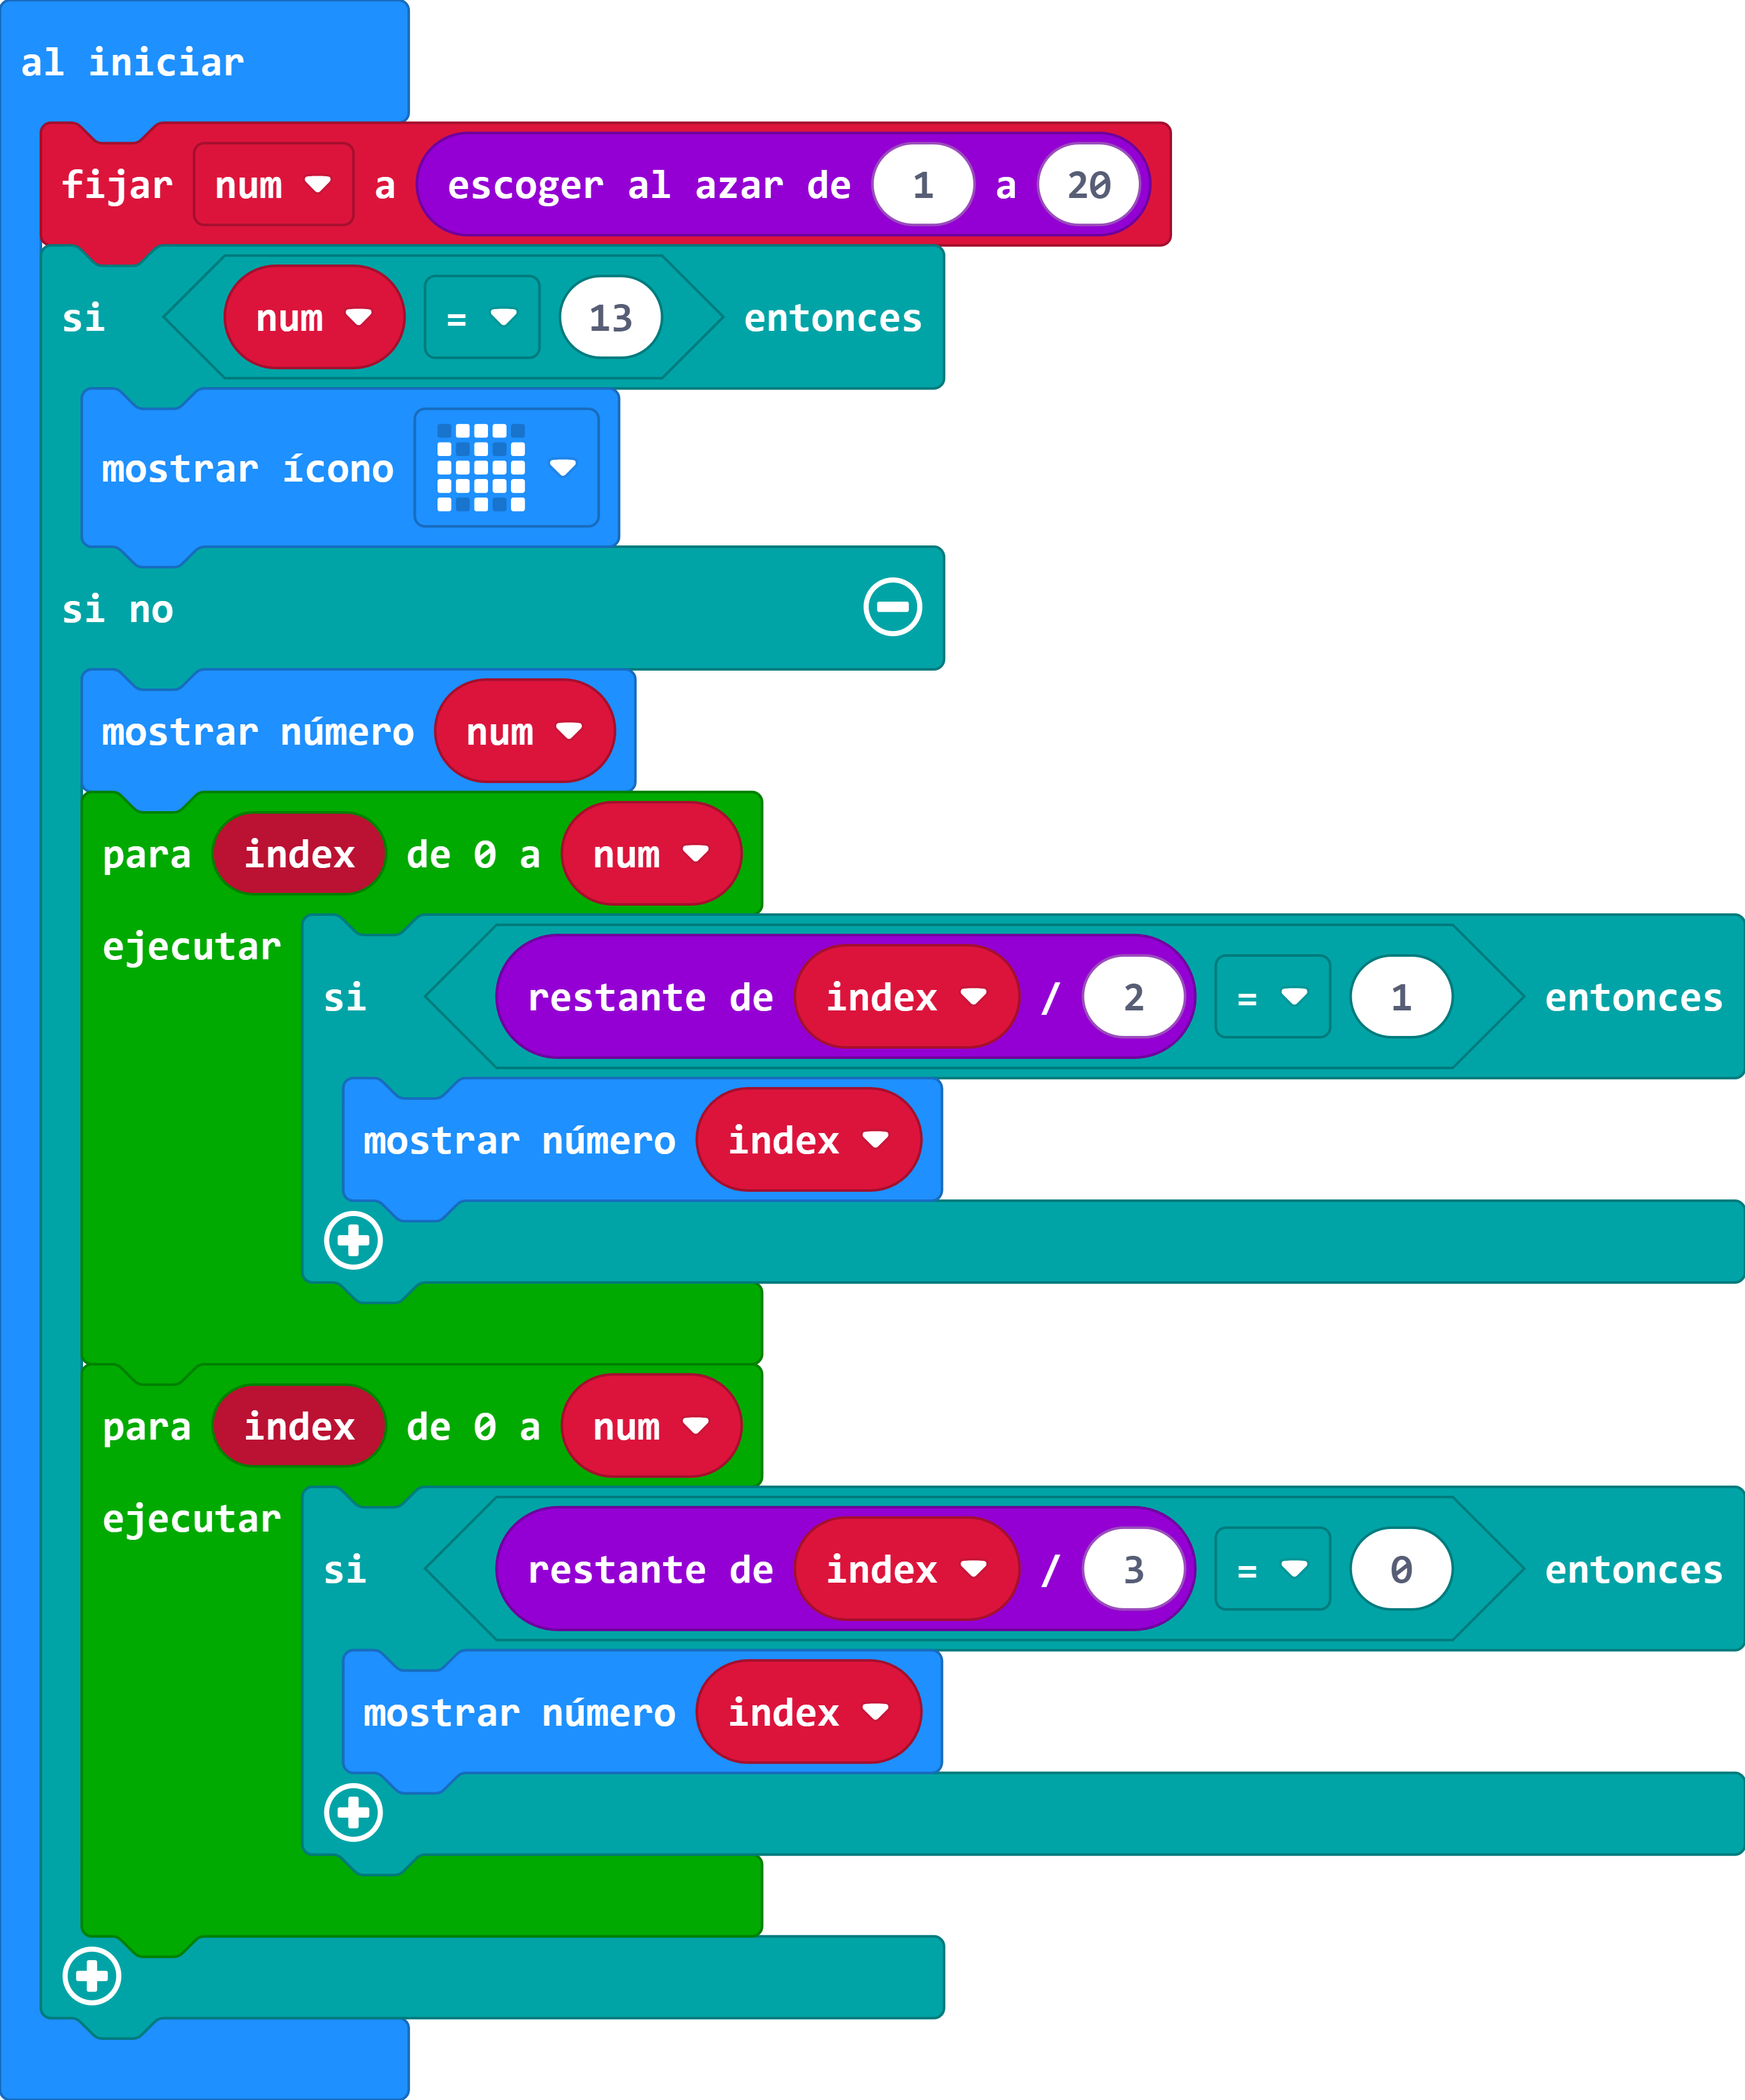 al iniciar
fijar num a escoger al azar de 1 a 20
si num = 13 entonces
mostrar ícono
si no
mostrar número num
para index de 0 a num
ejecutar
si restante de index / 2 = 1 entonces
mostrar número index
para index de 0 a num
ejecutar
si restante de index / 3 = 0 entonces
mostrar número index